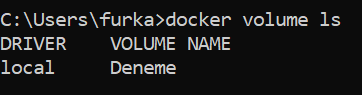 C:\Users\furka>docker volume ls
DRIVER    VOLUME NAME
local     Deneme